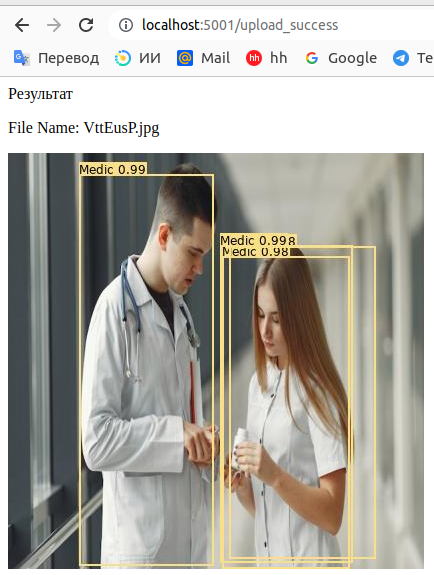 localhost:5001/upload_success
Перевод ИИ Mail hh Google Te
Результат
File Name: VttEusP.jpg
Medic 0.99
Medic 0.99
Medic 0.98